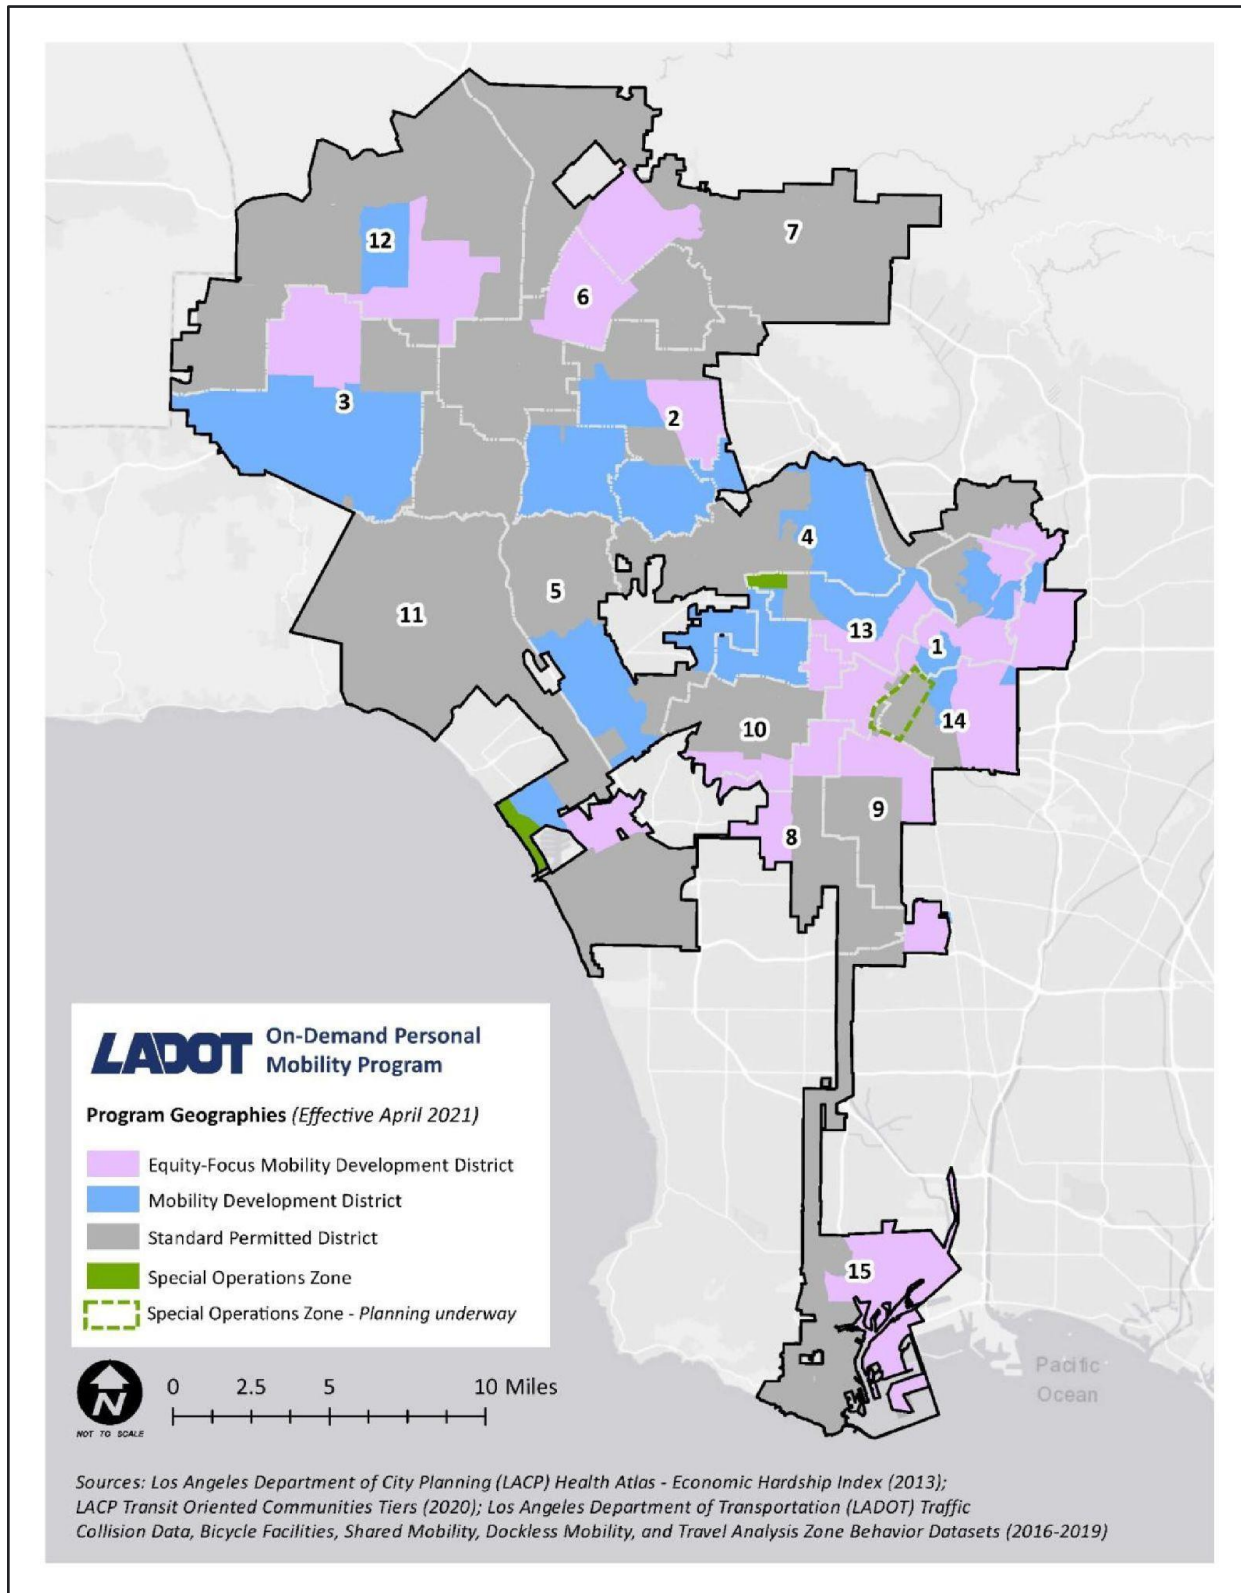 12
7
6
3
2
4
5
11
13
1
10
14
9
8
LADOT On-Demand Personal
Mobility Program
Program Geographies (Effective April 2021)
Equity-Focus Mobility Development District
Mobility Development District
Standard Permitted District
Special Operations Zone
Special Operations Zone - Planning underway
15
Pacific
Ocean
N
NOT TO SCALE
0 2.5 5 10 Miles
Sources: Los Angeles Department of City Planning (LACP) Health Atlas - Economic Hardship Index (2013);
LACP Transit Oriented Communities Tiers (2020); Los Angeles Department of Transportation (LADOT) Traffic
Collision Data, Bicycle Facilities, Shared Mobility, Dockless Mobility, and Travel Analysis Zone Behavior Datasets (2016-2019)